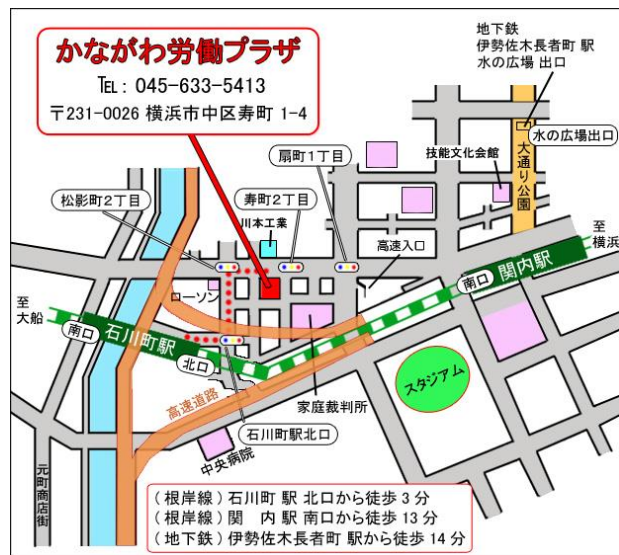 かながわ労働プラザ
TEL: 045-633-5413
〒231-0026 横浜市中区寿町 1-4
地下鉄
伊勢佐木長者町 駅
水の広場 出口
水の広場出口
大通り公園
技能文化会館
扇町1丁目
寿町2丁目
松影町2丁目
川本工業
高速入口
至
横浜
関内駅
南口
ローソン
至
大船
南口
石川町駅
北口
スタジアム
家庭裁判所
高速道路
石川町駅北口
中央病院
元町商店街
(根岸線) 石川町 駅 北口から徒歩 3 分
(根岸線) 関 内 駅 南口から徒歩 13 分
(地下鉄) 伊勢佐木長者町 駅から徒歩 14 分